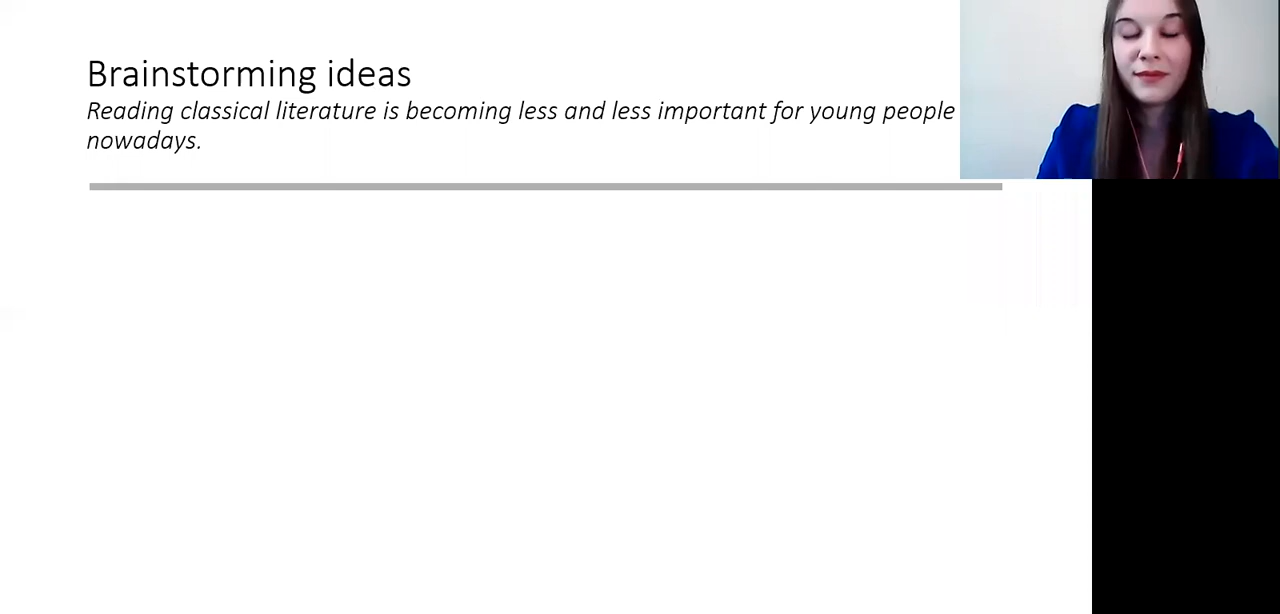 Brainstorming ideas
Reading classical literature is becoming less and less important for young people
nowadays.